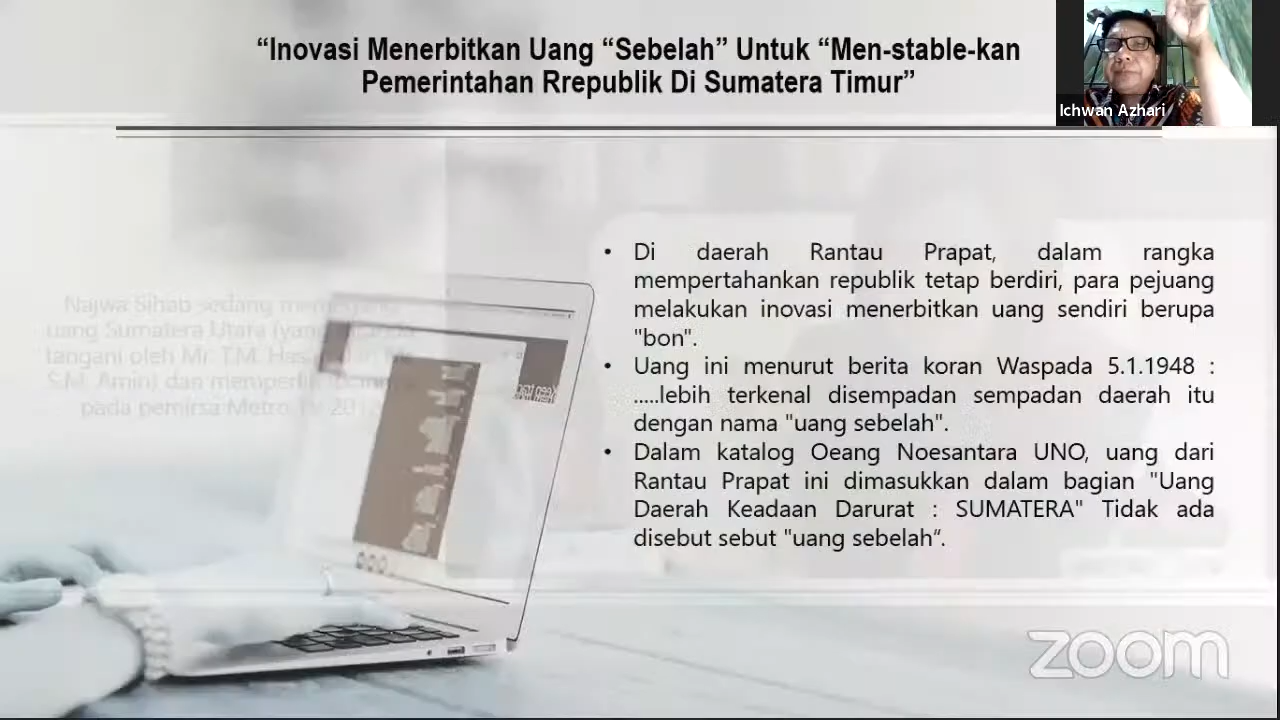 “Inovasi Menerbitkan Uang “Sebelah” Untuk “Men-stable-kan
Pemerintahan Rrepublik Di Sumatera Timur”
Ichwan Azhari
• Di daerah Rantau Prapat, dalam rangka
mempertahankan republik tetap berdiri, para pejuang
melakukan inovasi menerbitkan uang sendiri berupa
"bon".
• Uang ini menurut berita koran Waspada 5.1.1948 :
.....lebih terkenal disempadan sempadan daerah itu
dengan nama "uang sebelah".
• Dalam katalog Oeang Noesantara UNO, uang dari
Rantau Prapat ini dimasukkan dalam bagian "Uang
Daerah Keadaan Darurat : SUMATERA" Tidak ada
disebut sebut "uang sebelah“.
Najwa Sihab sedang memegang
uang Sumatera Utara
tangani oleh Mr. T.M.
S.M. Amin) dan
pada pemirsa Metro TV
zoom